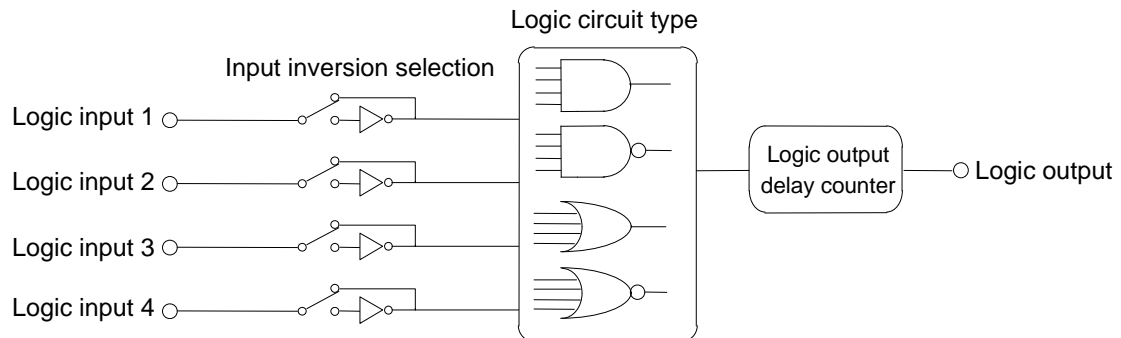 Logic circuit type
Input inversion selection
Logic input 1
Logic input 2
Logic input 3
Logic input 4
Logic output
delay counter
Logic output